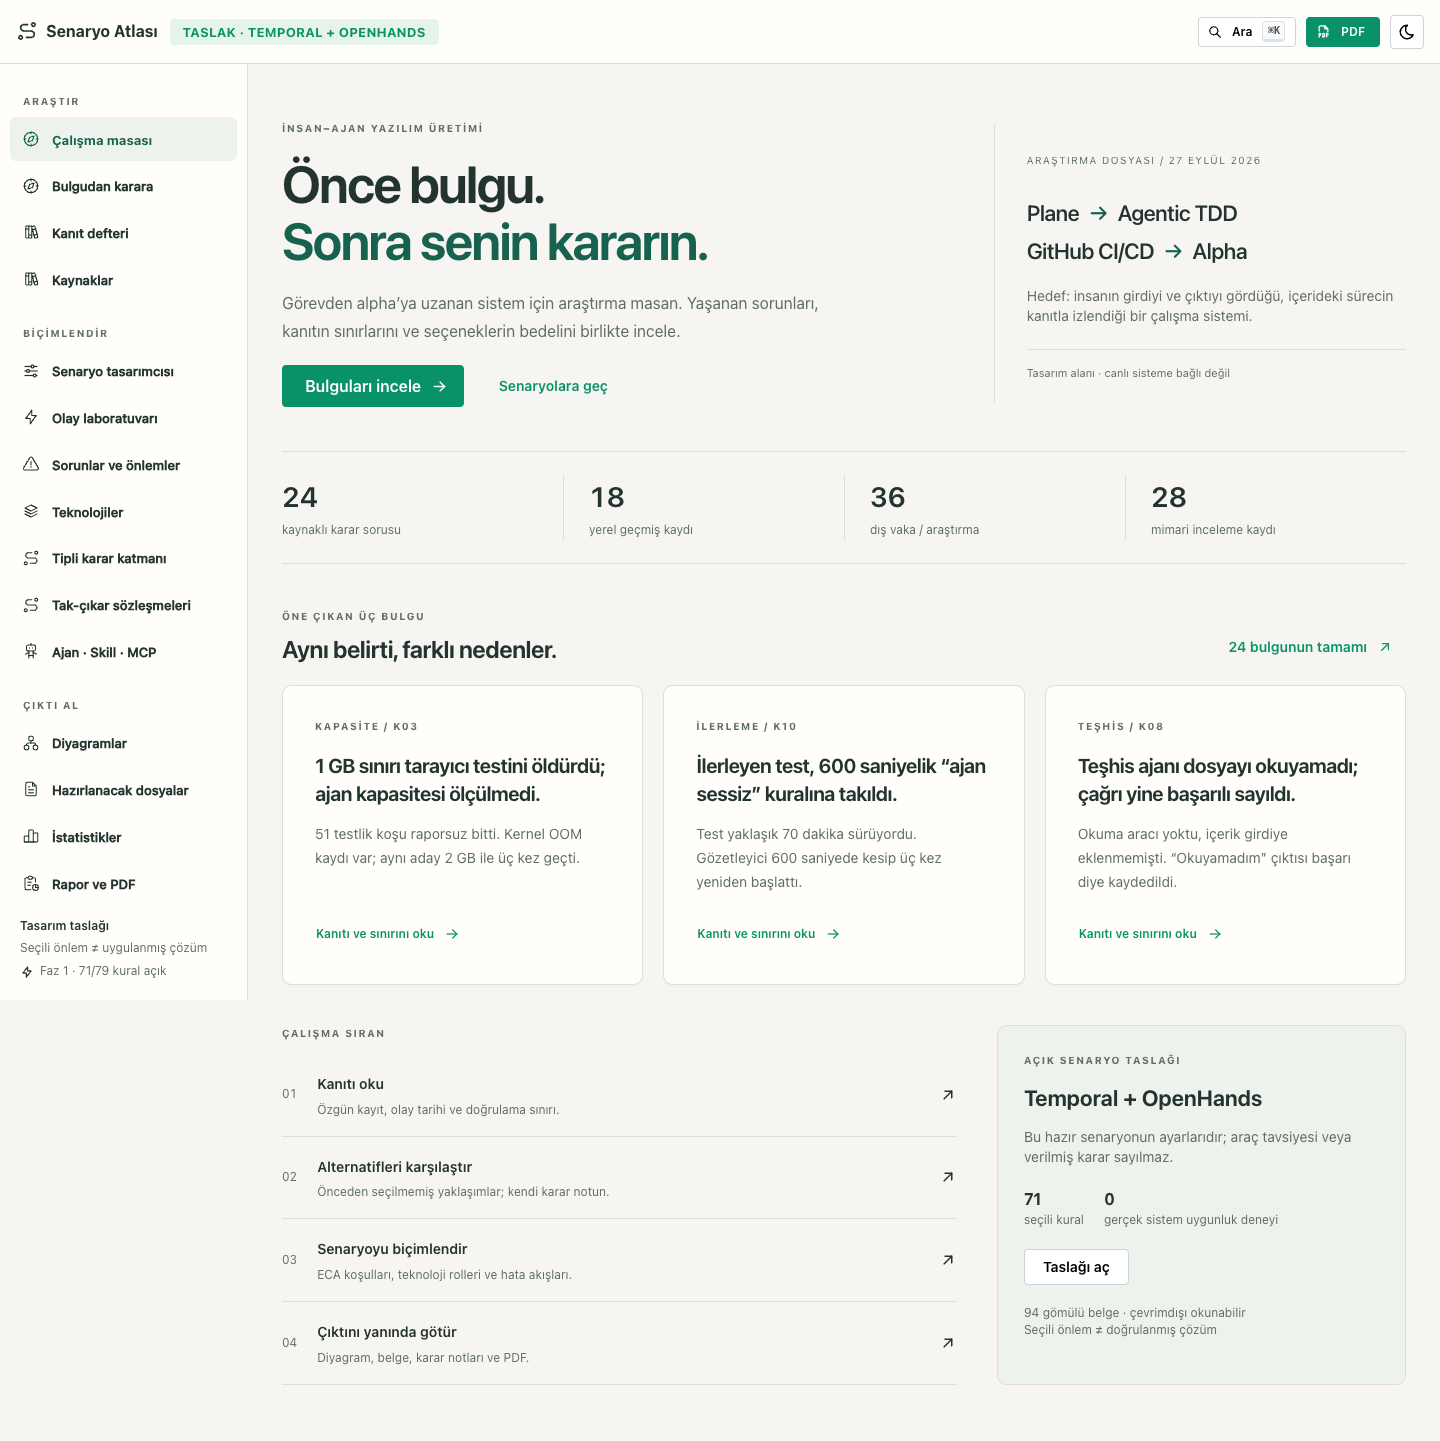 Senaryo Atlası
TASLAK · TEMPORAL + OPENHANDS
Ara ⌘K
PDF
ARAŞTIR
Çalışma masası
Bulgudan karara
Kanıt defteri
Kaynaklar
BİÇİMLENDİR
Senaryo tasarımcısı
Olay laboratuvarı
Sorunlar ve önlemler
Teknolojiler
Tipli karar katmanı
Tak-çıkar sözleşmeleri
Ajan · Skill · MCP
ÇIKTI AL
Diyagramlar
Hazırlanacak dosyalar
İstatistikler
Rapor ve PDF
Tasarım taslağı
Seçili önlem ≠ uygulanmış çözüm
Faz 1 · 71/79 kural açık
İNSAN–AJAN YAZILIM ÜRETİMİ
Önce bulgu.
Sonra senin kararın.
Görevden alpha’ya uzanan sistem için araştırma masan. Yaşanan sorunları,
kanıtın sınırlarını ve seçeneklerin bedelini birlikte incele.
Bulguları incele →
Senaryolara geç
ARAŞTIRMA DOSYASI / 27 EYLÜL 2026
Plane → Agentic TDD
GitHub CI/CD → Alpha
Hedef: insanın girdiyi ve çıktıyı gördüğü, içerideki sürecin
kanıtla izlendiği bir çalışma sistemi.
Tasarım alanı · canlı sisteme bağlı değil
24
kaynaklı karar sorusu
18
yerel geçmiş kaydı
36
dış vaka / araştırma
28
mimari inceleme kaydı
ÖNE ÇIKAN ÜÇ BULGU
Aynı belirti, farklı nedenler.
24 bulgunun tamamı ↗
KAPASİTE / K03
1 GB sınırı tarayıcı testini öldürdü;
ajan kapasitesi ölçülmedi.
51 testlik koşu raporsuz bitti. Kernel OOM
kaydı var; aynı aday 2 GB ile üç kez geçti.
Kanıtı ve sınırını oku →
İLERLEME / K10
İlerleyen test, 600 saniyelik “ajan
sessiz” kuralına takıldı.
Test yaklaşık 70 dakika sürüyordu.
Gözetleyici 600 saniyede kesip üç kez
yeniden başlattı.
Kanıtı ve sınırını oku →
TEŞHİS / K08
Teşhis ajanı dosyayı okuyamadı;
çağrı yine başarılı sayıldı.
Okuma aracı yoktu, içerik girdiye
eklenmemişti. “Okuyamadım” çıktısı başarı
diye kaydedildi.
Kanıtı ve sınırını oku →
ÇALIŞMA SIRAN
01
Kanıtı oku
Özgün kayıt, olay tarihi ve doğrulama sınırı.
↗
02
Alternatifleri karşılaştır
Önceden seçilmemiş yaklaşımlar; kendi karar notun.
↗
03
Senaryoyu biçimlendir
ECA koşulları, teknoloji rolleri ve hata akışları.
↗
04
Çıktını yanında götür
Diyagram, belge, karar notları ve PDF.
↗
AÇIK SENARYO TASLAĞI
Temporal + OpenHands
Bu hazır senaryonun ayarlarıdır; araç tavsiyesi veya
verilmiş karar sayılmaz.
71
seçili kural
0
gerçek sistem uygunluk deneyi
Taslağı aç
94 gömülü belge · çevrimdışı okunabilir
Seçili önlem ≠ doğrulanmış çözüm